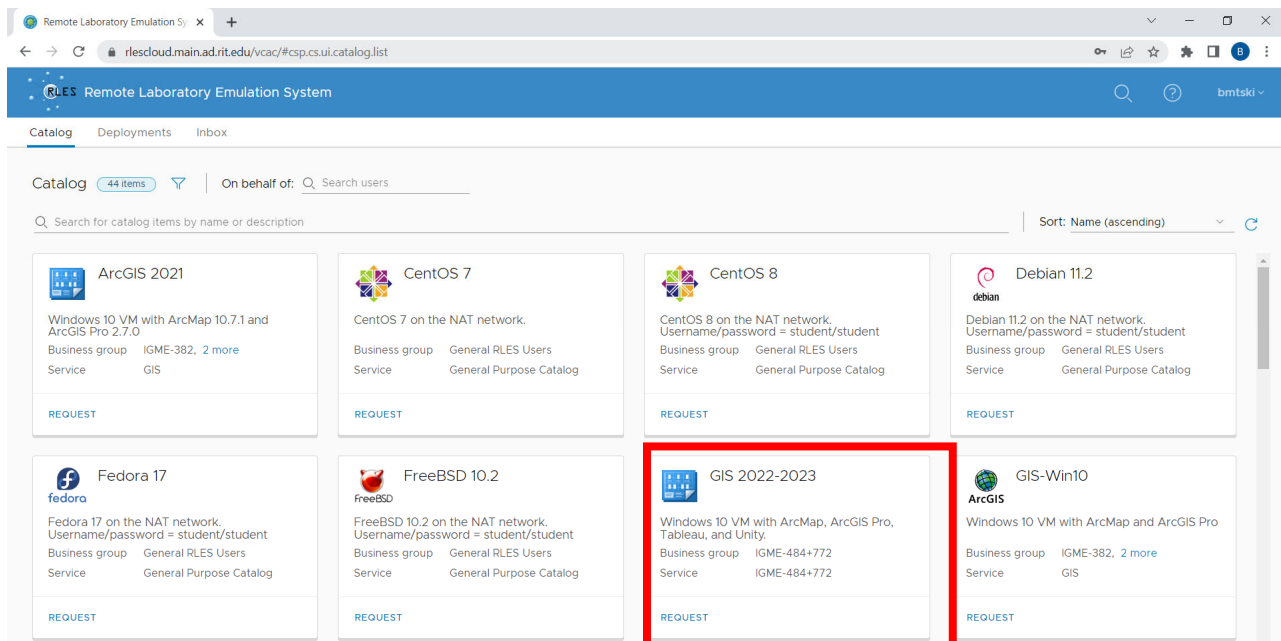 Remote Laboratory Emulation Sy
rlescloud.main.ad.rit.edu/vcac/#csp.cs.ui.catalog.list
B
RLES Remote Laboratory Emulation System
bmtski
Catalog Deployments Inbox
Catalog 44 items On behalf of: Search users
Search for catalog items by name or description
Sort: Name (ascending)
ArcGIS 2021
Windows 10 VM with ArcMap 10.7.1 and
ArcGIS Pro 2.7.0
Business group IGME-382, 2 more
Service GIS
REQUEST
CentOS 7
CentOS 7 on the NAT network.
Business group General RLES Users
Service General Purpose Catalog
REQUEST
CentOS 8
CentOS 8 on the NAT network.
Username/password = student/student
Business group General RLES Users
Service General Purpose Catalog
REQUEST
debian
Debian 11.2
Debian 11.2 on the NAT network.
Username/password = student/student
Business group General RLES Users
Service General Purpose Catalog
REQUEST
fedora
Fedora 17
Fedora 17 on the NAT network.
Username/password = student/student
Business group General RLES Users
Service General Purpose Catalog
REQUEST
FreeBSD
FreeBSD 10.2
FreeBSD 10.2 on the NAT network.
Username/password = student/student
Business group General RLES Users
Service General Purpose Catalog
REQUEST
GIS 2022-2023
Windows 10 VM with ArcMap, ArcGIS Pro,
Tableau, and Unity.
Business group IGME-484+772
Service IGME-484+772
REQUEST
ArcGIS
GIS-Win10
Windows 10 VM with ArcMap and ArcGIS Pro
Business group IGME-382, 2 more
Service GIS
REQUEST